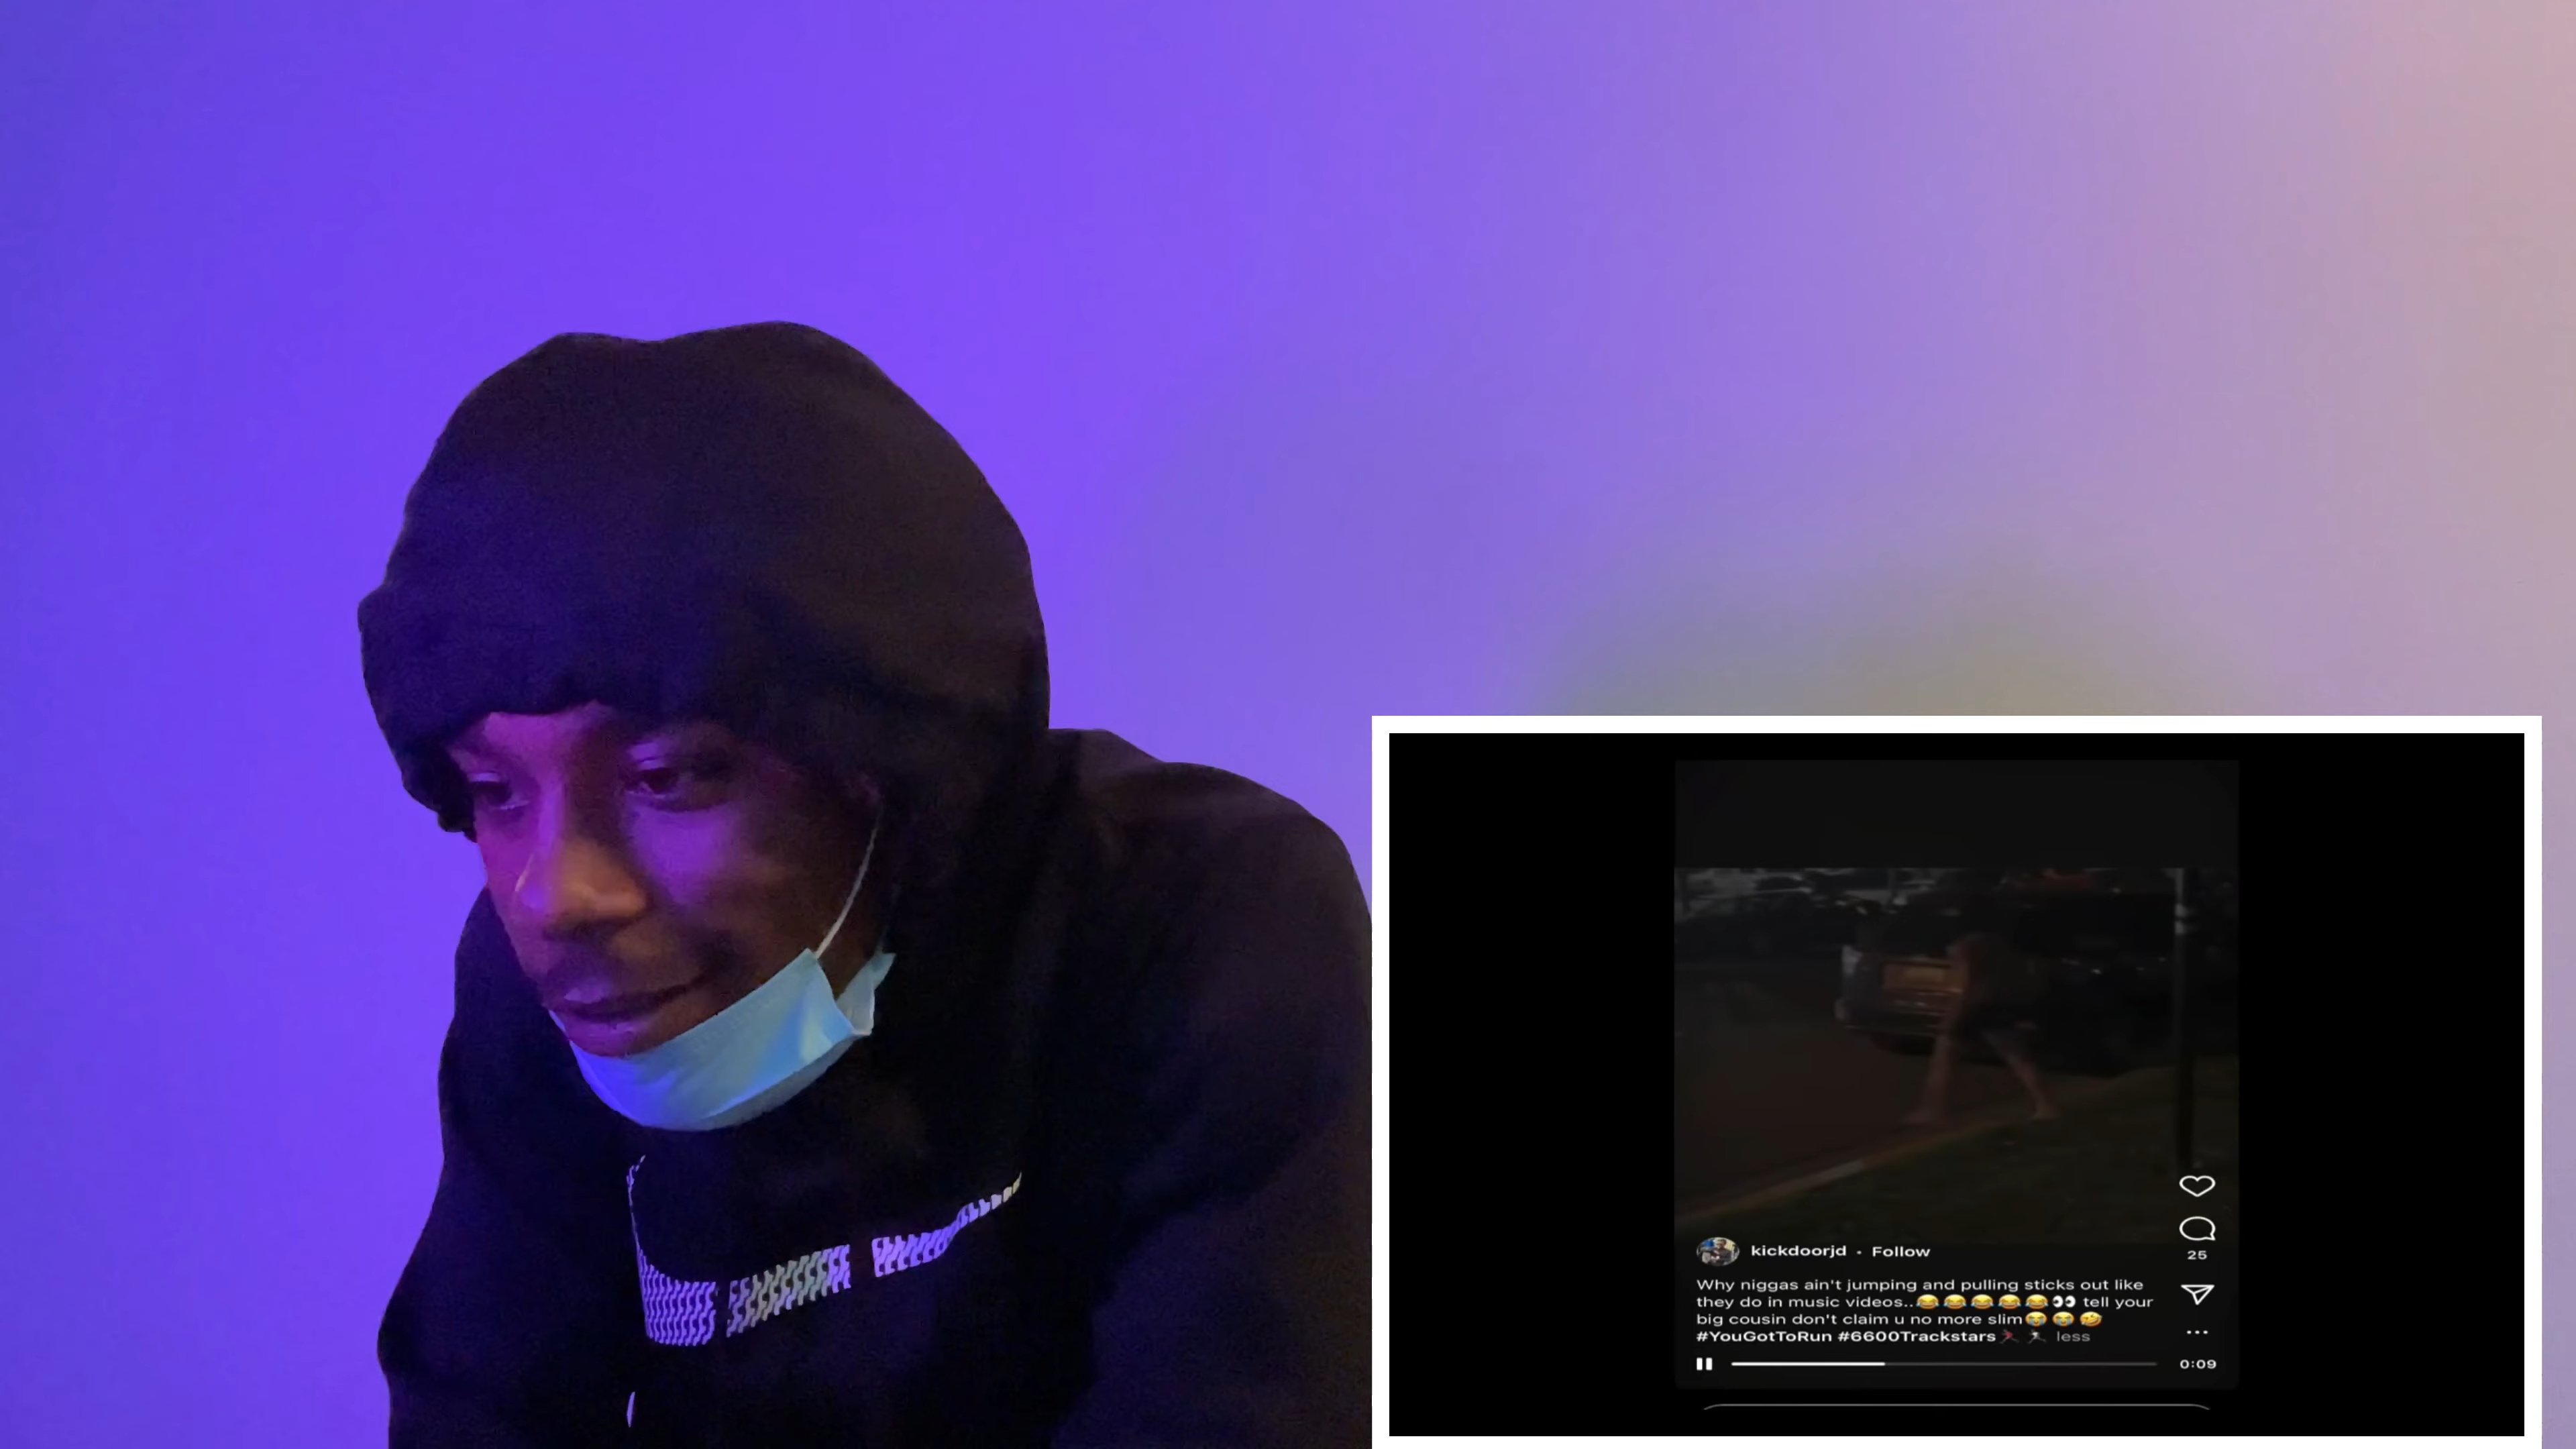 kickdoorjd · Follow
Why niggas ain't jumping and pulling sticks out like
they do in music videos..😂😂😂😂😂👀 tell your
big cousin don't claim u no more slim😭😭🤣
#YouGotToRun #6600Trackstars🏃🏃 less
25
0:09